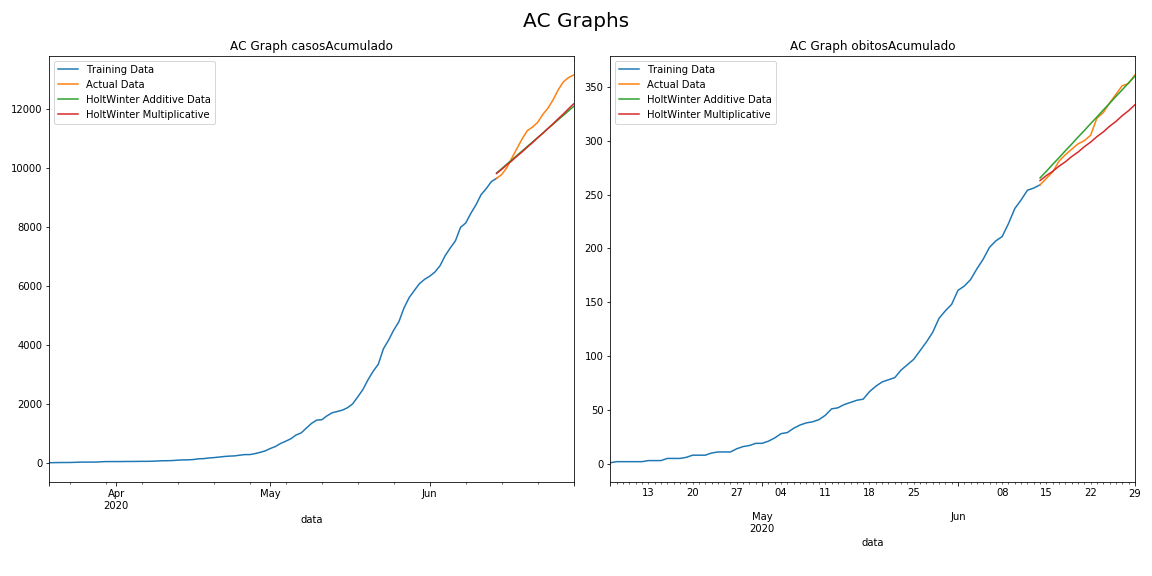 AC Graphs
AC Graph casosAcumulado
Training Data
Actual Data
HoltWinter Additive Data
HoltWinter Multiplicative
12000
10000
8000
6000
4000
2000
0
Apr
2020
May
Jun
data
AC Graph obitosAcumulado
Training Data
Actual Data
HoltWinter Additive Data
HoltWinter Multiplicative
350
300
250
200
150
100
50
0
13 20 27 04 11 18 25 08 15 22 29
May Jun
2020
data